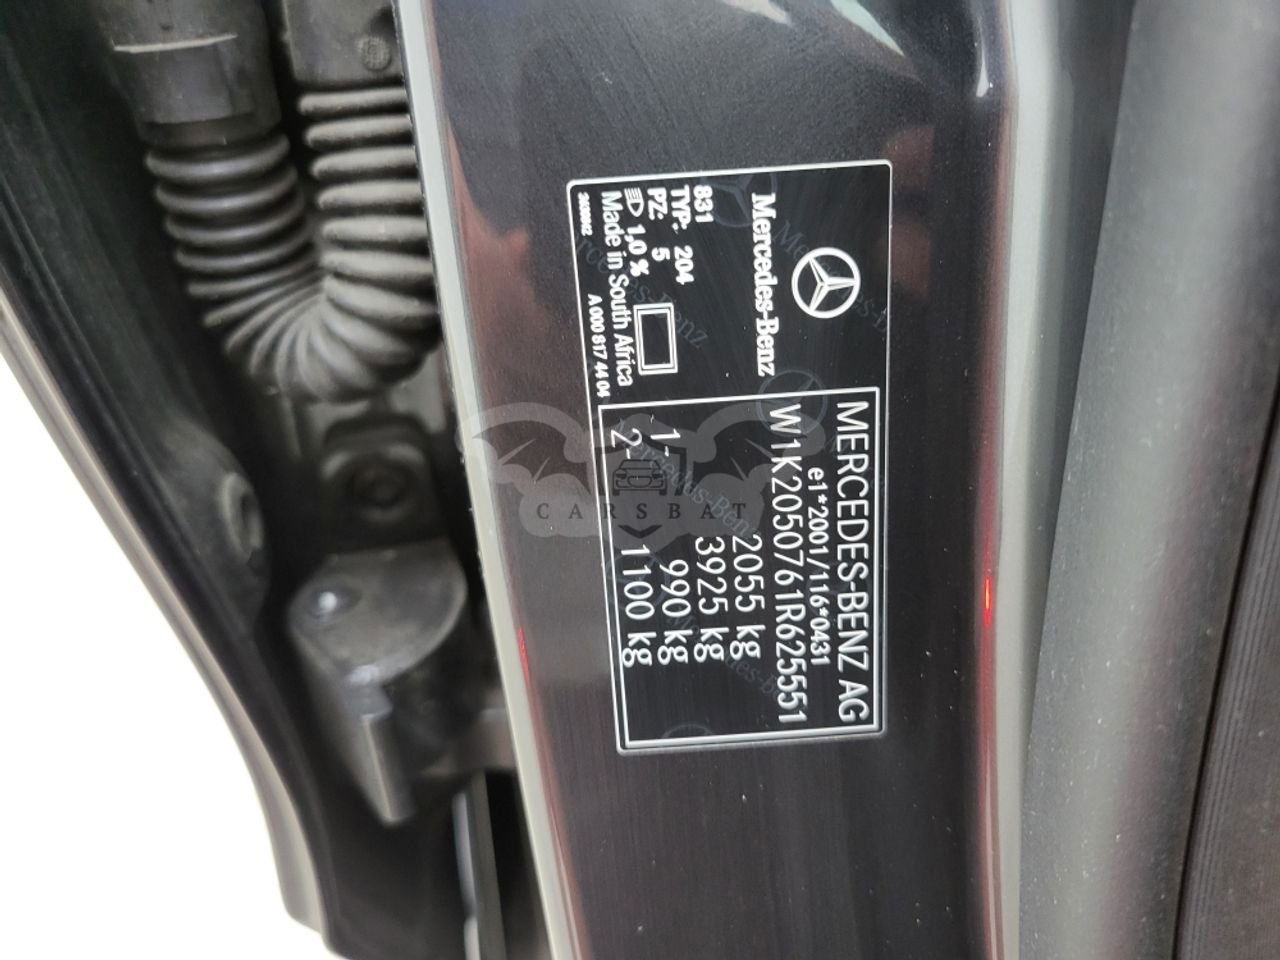 Mercedes-Benz
831
TYP: 204
PZ: 5
1,0 %
Made in South Africa
A 000 817 44 04
MERCEDES-BENZ AG
e1*2001/116*0431
W1K2050761R625551
2055 kg
3925 kg
1- 990 kg
2- 1100 kg
CARSBAT